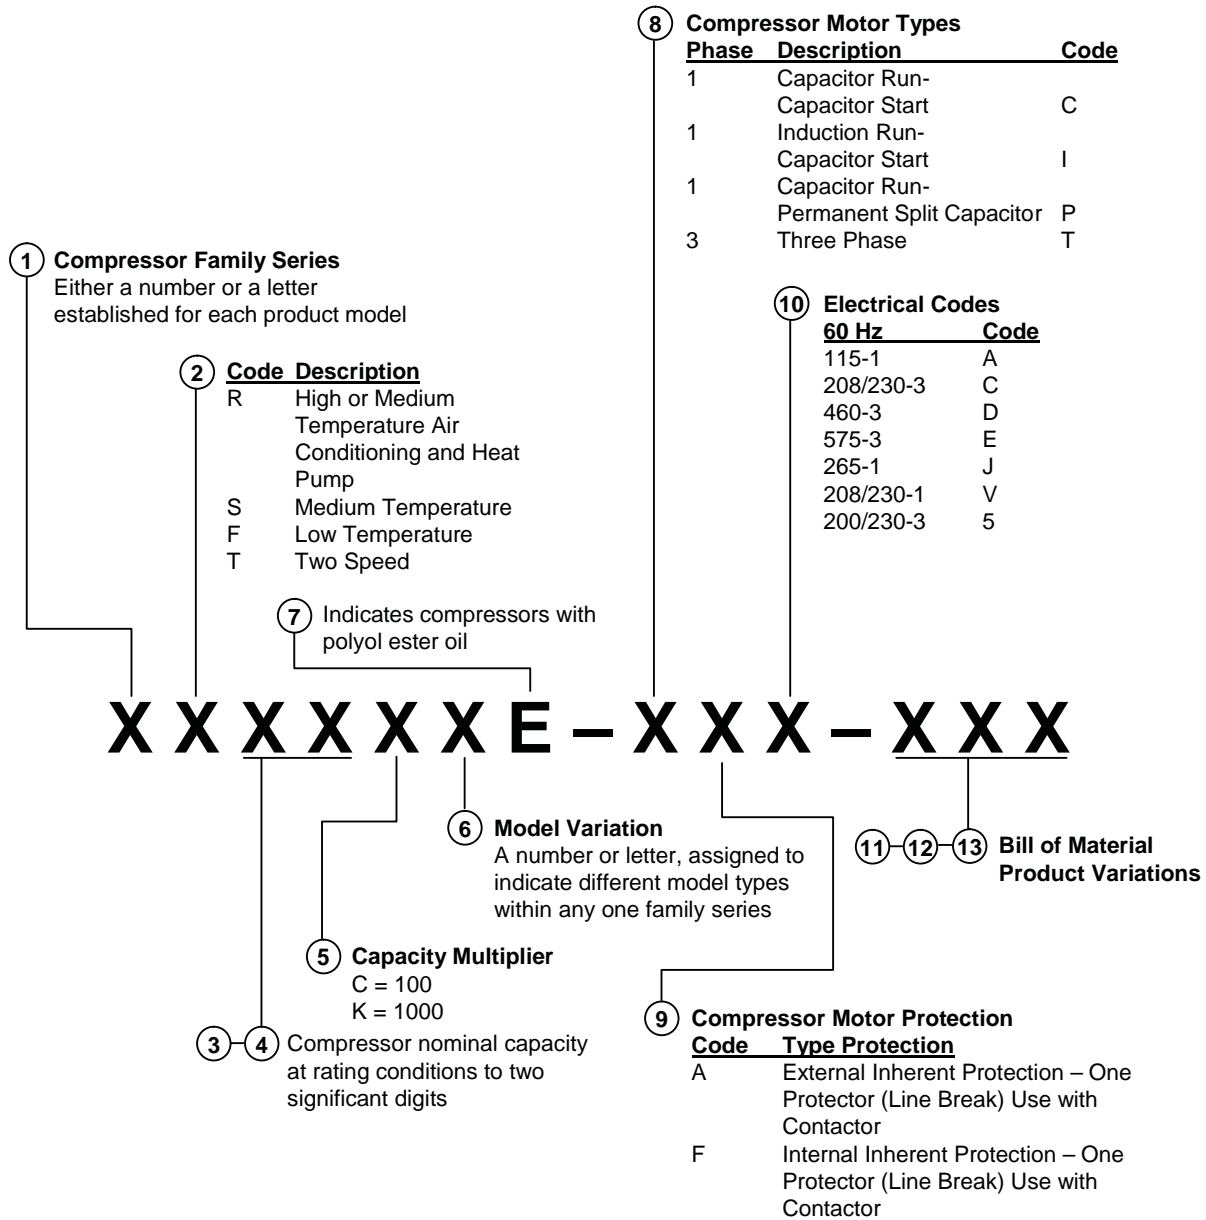 8 Compressor Motor Types
Phase Description Code
1 Capacitor Run-
Capacitor Start C
1 Induction Run-
Capacitor Start I
1 Capacitor Run-
Permanent Split Capacitor P
3 Three Phase T
1 Compressor Family Series
Either a number or a letter
established for each product model
10 Electrical Codes
60 Hz Code
115-1 A
208/230-3 C
460-3 D
575-3 E
265-1 J
208/230-1 V
200/230-3 5
2 Code Description
R High or Medium
Temperature Air
Conditioning and Heat
Pump
S Medium Temperature
F Low Temperature
T Two Speed
7 Indicates compressors with
polyol ester oil
X X X X X X E – X X X – X X X
6 Model Variation
A number or letter, assigned to
indicate different model types
within any one family series
11 12 13 Bill of Material
Product Variations
5 Capacity Multiplier
C = 100
K = 1000
3 4 Compressor nominal capacity
at rating conditions to two
significant digits
9 Compressor Motor Protection
Code Type Protection
A External Inherent Protection – One
Protector (Line Break) Use with
Contactor
F Internal Inherent Protection – One
Protector (Line Break) Use with
Contactor